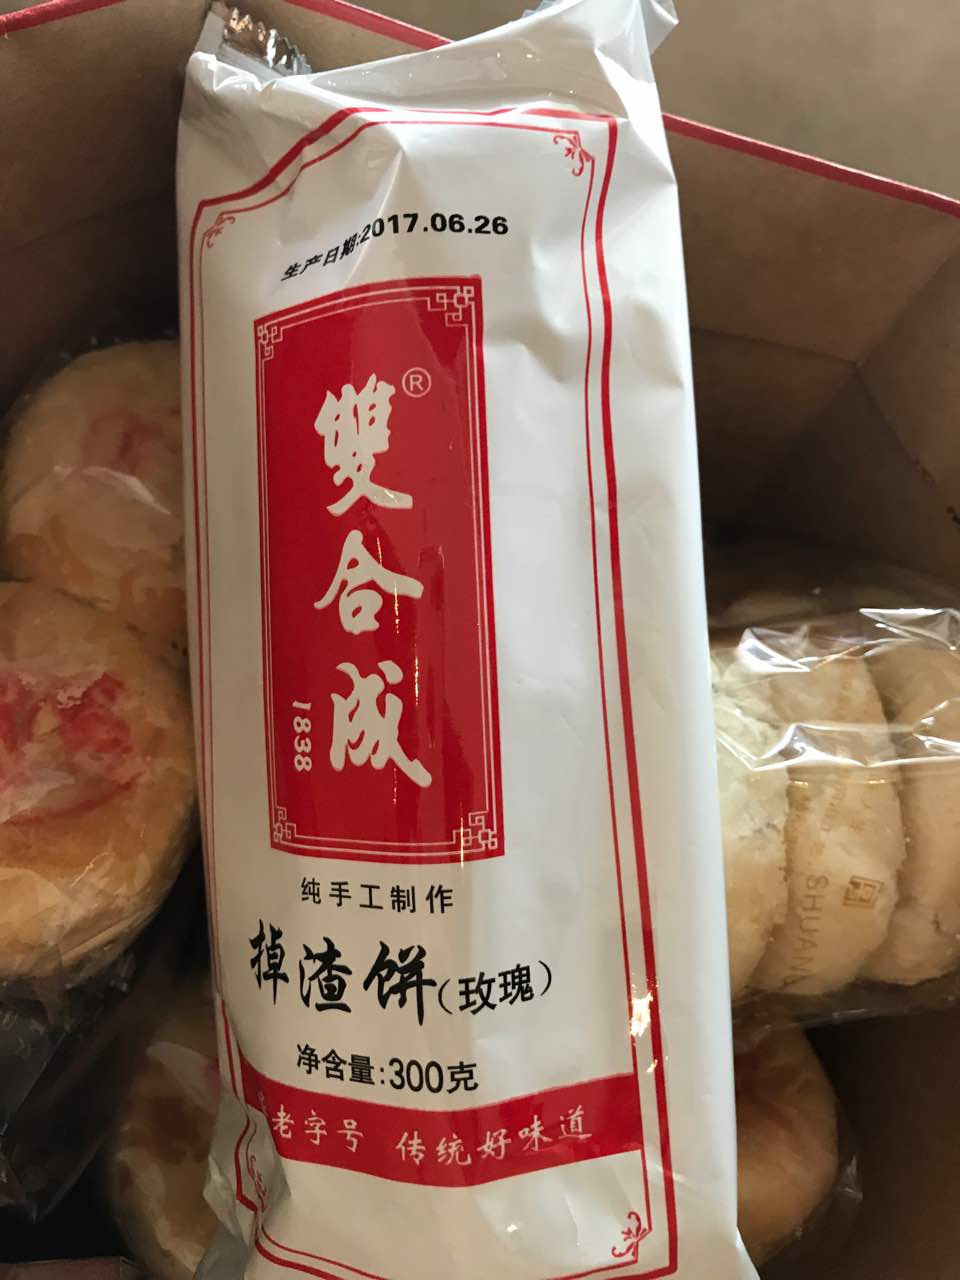 生产日期:2017.06.26
雙合成®
1838
纯手工制作
掉渣饼(玫瑰)
净含量:300克
老字号 传统好味道
SHUAN